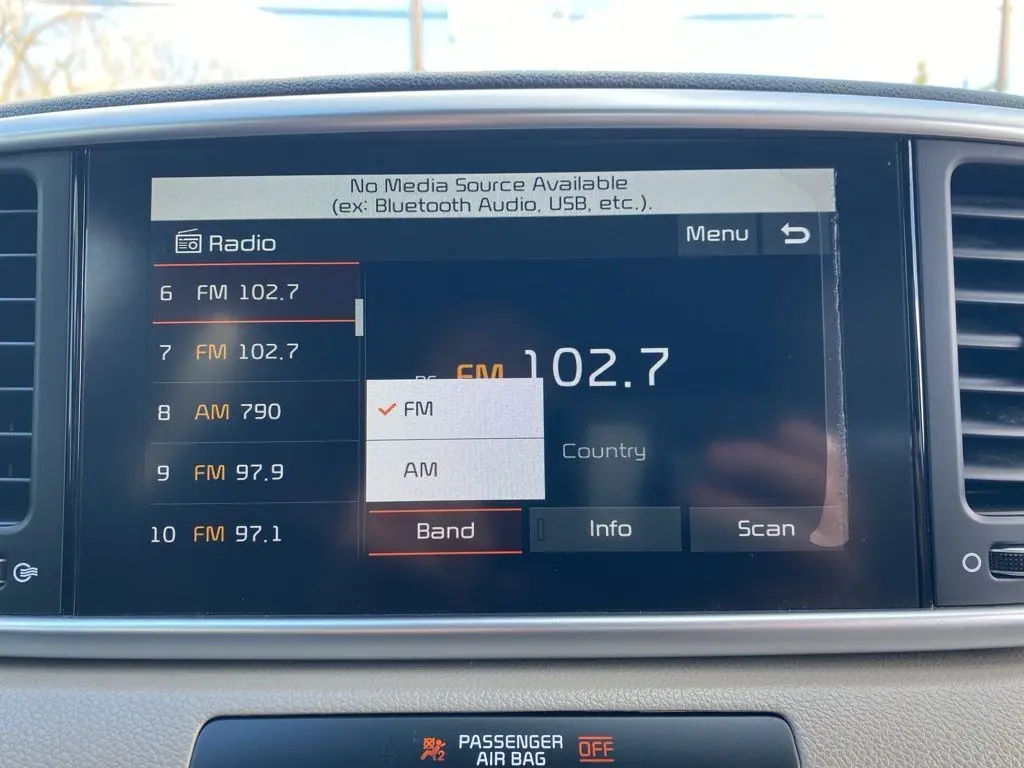 No Media Source Available
(ex: Bluetooth Audio, USB, etc.).
Radio
Menu
6 FM 102.7
7 FM 102.7
8 AM 790
9 FM 97.9
10 FM 97.1
FM 102.7
FM
AM
Country
Band
Info
Scan
PASSENGER
AIR BAG
OFF
2